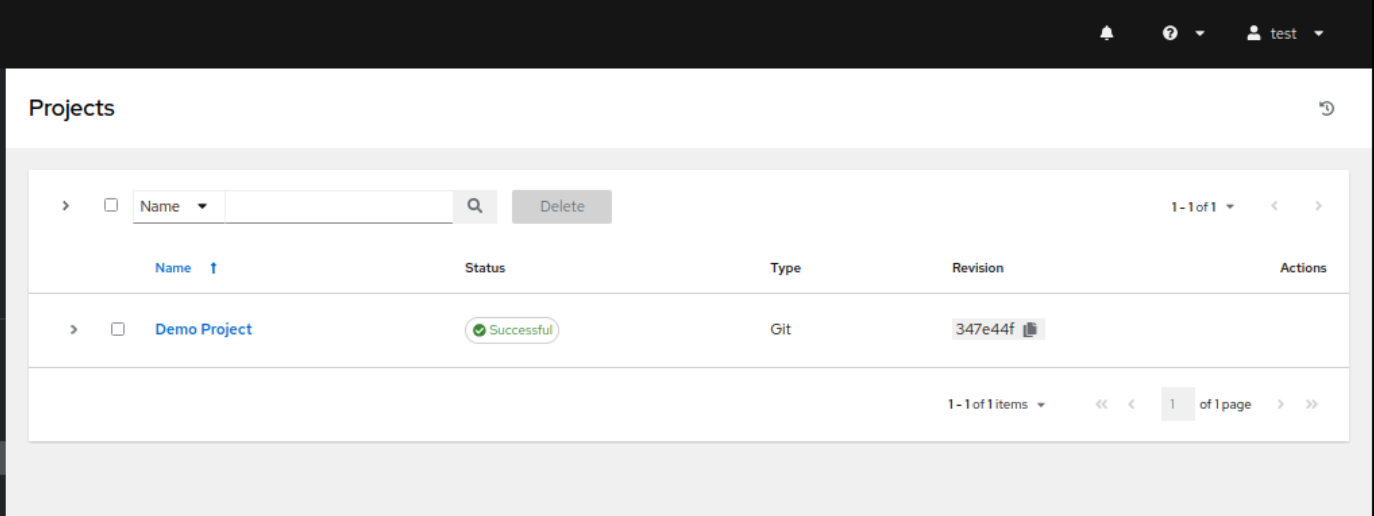 test
Projects
Name Delete 1 - 1 of 1
Name Status Type Revision Actions
Demo Project Successful Git 347e44f
1 - 1 of 1 items 1 of 1 page